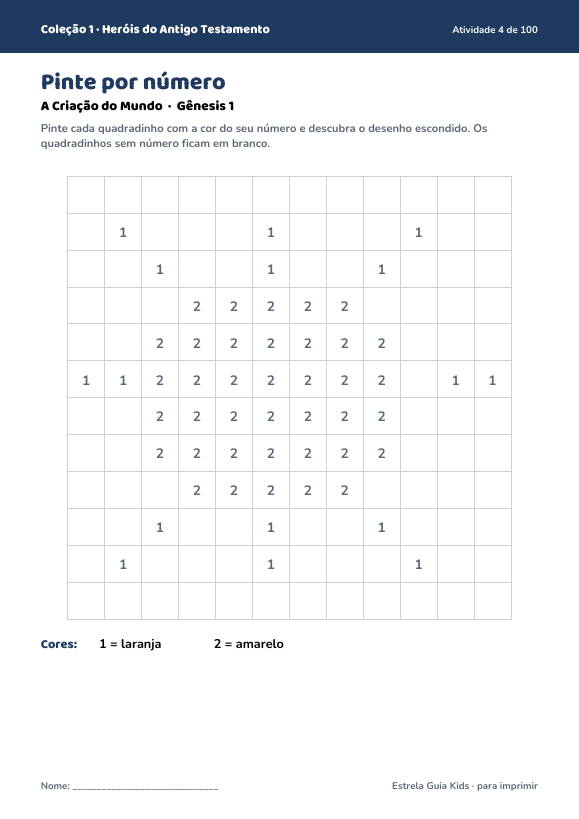 Coleção 1 · Heróis do Antigo Testamento
Atividade 4 de 100
Pinte por número
A Criação do Mundo · Gênesis 1
Pinte cada quadradinho com a cor do seu número e descubra o desenho escondido. Os
quadradinhos sem número ficam em branco.
1 1 1
1 1 1
2 2 2 2 2
2 2 2 2 2 2 2
1 1 2 2 2 2 2 2 2 1 1
2 2 2 2 2 2 2
2 2 2 2 2 2 2
2 2 2 2 2
1 1 1
1 1 1
Cores: 1 = laranja 2 = amarelo
Nome: ____________________________
Estrela Guia Kids · para imprimir